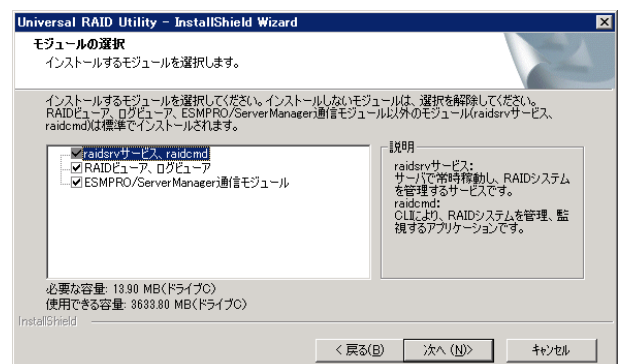 Universal RAID Utility - InstallShield Wizard
モジュールの選択
インストールするモジュールを選択します。
インストールするモジュールを選択してください。インストールしないモジュールは、選択を解除してください。
RAIDビューア、ログビューア、ESMPRO/ServerManager通信モジュール以外のモジュール(raidsrvサービス、
raidcmd)は標準でインストールされます。
raidsrvサービス、raidcmd
RAIDビューア、ログビューア
ESMPRO/ServerManager通信モジュール
説明
raidsrvサービス:
サーバで常時稼動し、RAIDシステム
を管理するサービスです。
raidcmd:
CLIにより、RAIDシステムを管理、監
視するアプリケーションです。
必要な容量: 13.90 MB(ドライブC)
使用できる容量: 3633.80 MB(ドライブC)
InstallShield
< 戻る(B)
次へ (N)>
キャンセル